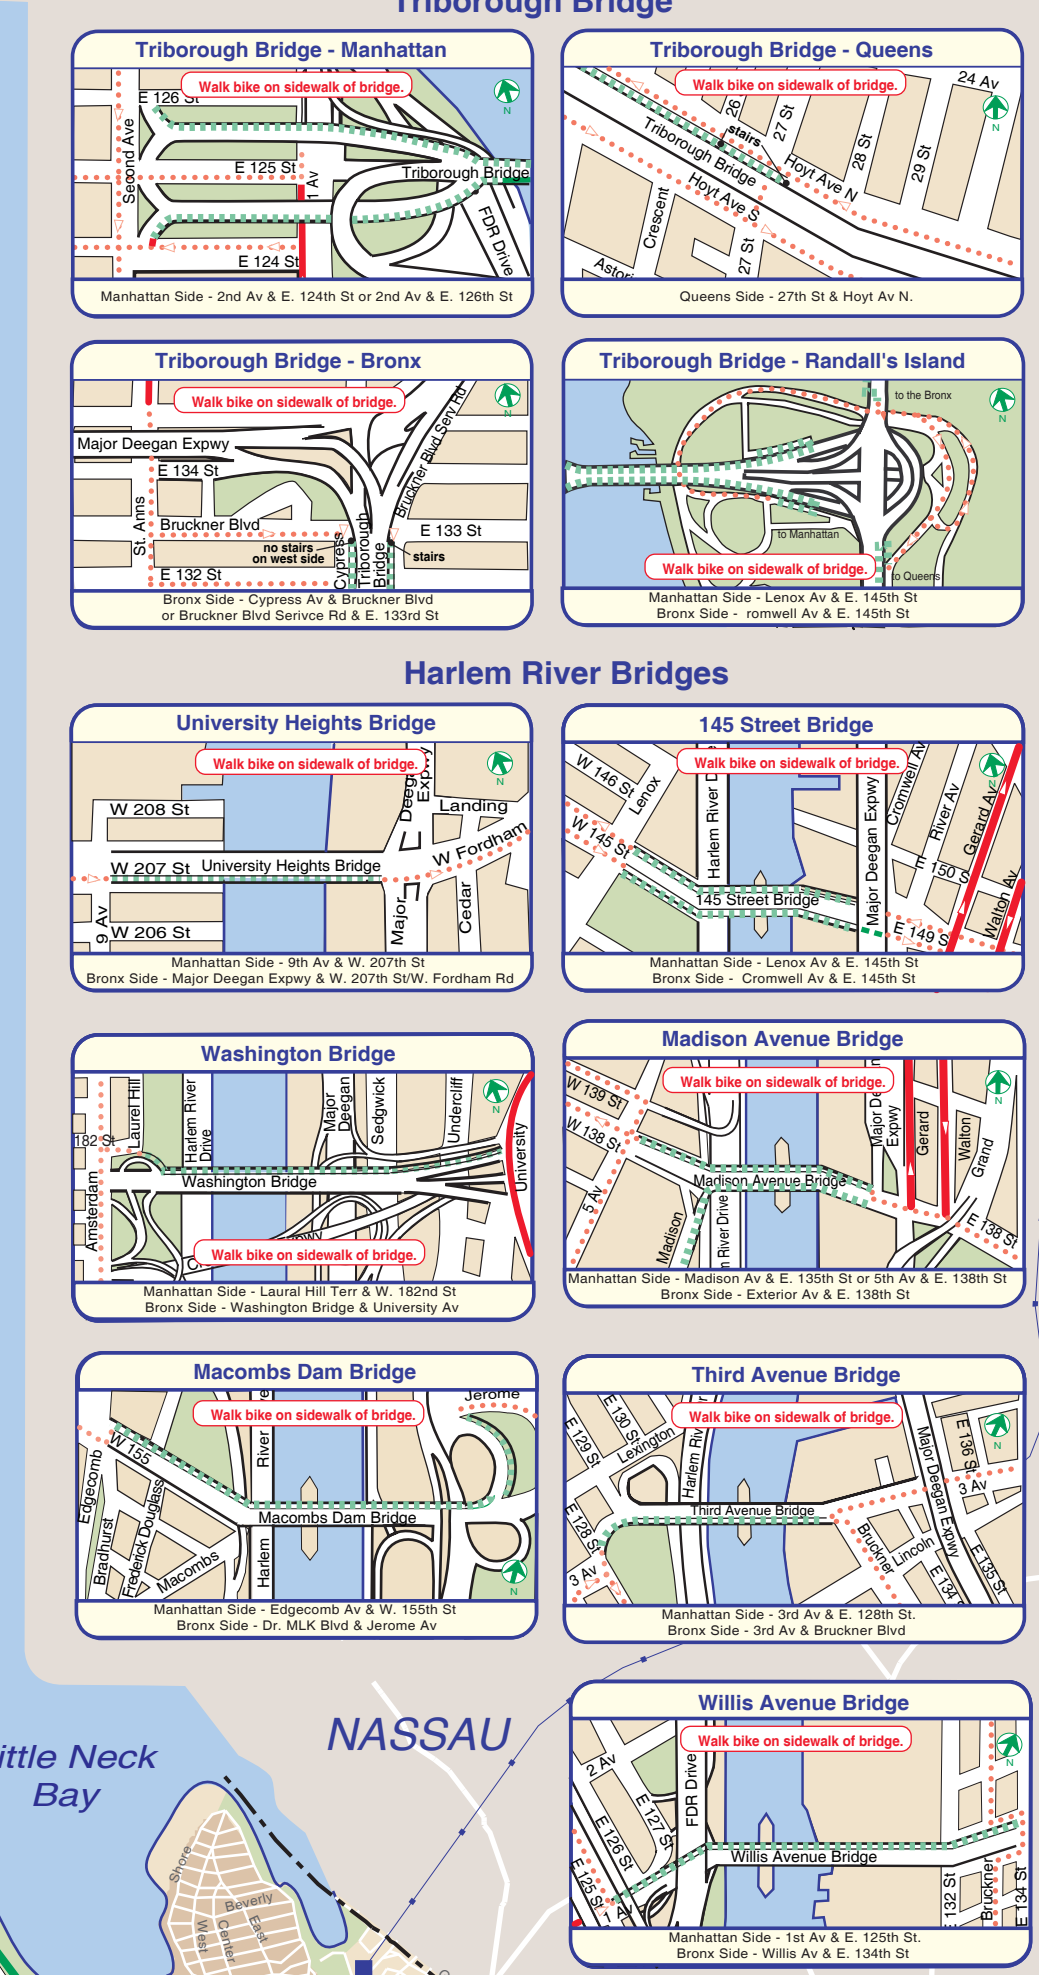 Triborough Bridge
Triborough Bridge - Manhattan
Walk bike on sidewalk of bridge.
N
E 126 St
Second Ave
E 125 St
1 Av
Triborough Bridge
FDR Drive
E 124 St
Manhattan Side - 2nd Av & E. 124th St or 2nd Av & E. 126th St
Triborough Bridge - Queens
Walk bike on sidewalk of bridge.
24 Av
N
26
27 St
stairs
28 St
29 St
Triborough Bridge
Hoyt Ave N
Hoyt Ave S
Crescent
27 St
Astori
Queens Side - 27th St & Hoyt Av N.
Triborough Bridge - Bronx
Walk bike on sidewalk of bridge.
N
Major Deegan Expwy
Bruckner Blvd Serv Rd
E 134 St
St. Anns
Bruckner Blvd
E 133 St
no stairs
on west side
Cypress
Triborough
Bridge
stairs
E 132 St
Bronx Side - Cypress Av & Bruckner Blvd
or Bruckner Blvd Serivce Rd & E. 133rd St
Triborough Bridge - Randall's Island
to the Bronx
N
to Manhattan
Walk bike on sidewalk of bridge.
to Queens
Manhattan Side - Lenox Av & E. 145th St
Bronx Side - romwell Av & E. 145th St
Harlem River Bridges
University Heights Bridge
Walk bike on sidewalk of bridge.
N
Deega
Expwy
Landing
W 208 St
W Fordham
W 207 St
University Heights Bridge
9 Av
W 206 St
Major
Cedar
Manhattan Side - 9th Av & W. 207th St
Bronx Side - Major Deegan Expwy & W. 207th St/W. Fordham Rd
145 Street Bridge
Walk bike on sidewalk of bridge.
N
W 146 St
Lenox
Harlem River D
Cromwell Av
River Av
Gerard Av
W 145 St
Major Deegan Expwy
E 150 S
145 Street Bridge
Walton Av
E 149 S
Manhattan Side - Lenox Av & E. 145th St
Bronx Side - Cromwell Av & E. 145th St
Washington Bridge
Laurel Hill
Harlem River
Drive
Major
Deegan
Sedgwick
Undercliff
N
182 St
University
Amsterdam
Washington Bridge
Walk bike on sidewalk of bridge.
Manhattan Side - Laural Hill Terr & W. 182nd St
Bronx Side - Washington Bridge & University Av
Madison Avenue Bridge
Walk bike on sidewalk of bridge.
N
W 139 St
W 138 St
Major De
Expwy
Gerard
Walton
Grand
5 Av
Madison Avenue Bridge
Madison
River Drive
E 138 St
Manhattan Side - Madison Av & E. 135th St or 5th Av & E. 138th St
Bronx Side - Exterior Av & E. 138th St
Macombs Dam Bridge
Jerome
Walk bike on sidewalk of bridge.
River
W 155
Edgecomb
Bradhurst
Frederick Douglass
Macombs
Macombs Dam Bridge
Harlem
N
Manhattan Side - Edgecomb Av & W. 155th St
Bronx Side - Dr. MLK Blvd & Jerome Av
Third Avenue Bridge
Walk bike on sidewalk of bridge.
N
E 130 St
E 129 St
Lexington
Harlem Riv
Major Deegan Expwy
E 136 St
3 Av
Third Avenue Bridge
E 128 St
Bruckner
Lincoln
3 Av
E 134
E 135 St
Manhattan Side - 3rd Av & E. 128th St.
Bronx Side - 3rd Av & Bruckner Blvd
Willis Avenue Bridge
Walk bike on sidewalk of bridge.
N
2 Av
FDR Drive
E 127 St
E 126 St
E 125 St
1 Av
Willis Avenue Bridge
E 132 St
Bruckner
E 134 St
Manhattan Side - 1st Av & E. 125th St.
Bronx Side - Willis Av & E. 134th St
NASSAU
ittle Neck
Bay
Shore
Beverly
West
Center
East